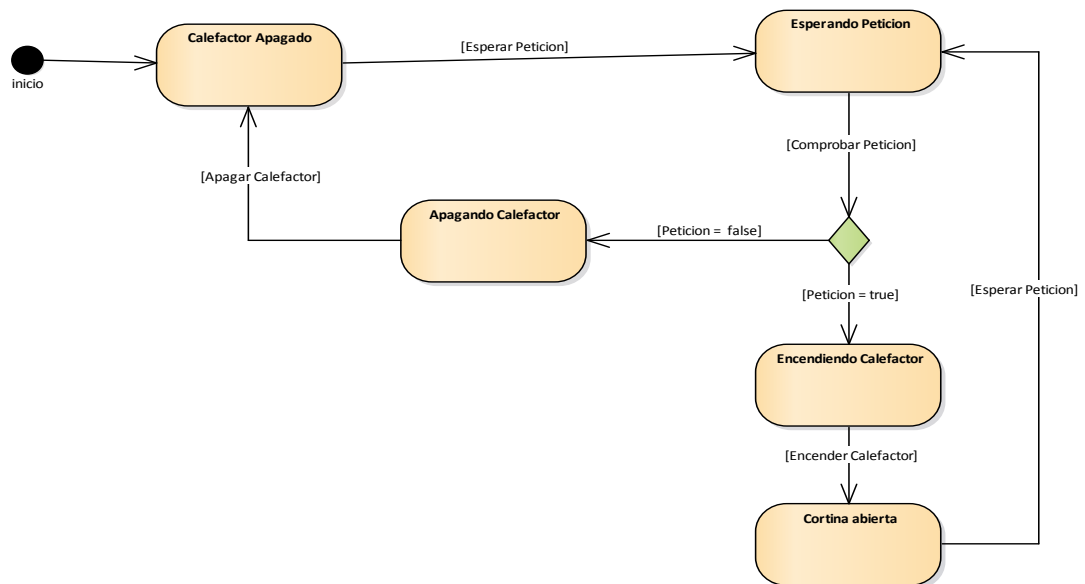 Calefactor Apagado
Esperando Peticion
[Esperar Peticion]
inicio
[Comprobar Peticion]
[Apagar Calefactor]
Apagando Calefactor
[Peticion = false]
[Peticion = true]
[Esperar Peticion]
Encendiendo Calefactor
[Encender Calefactor]
Cortina abierta